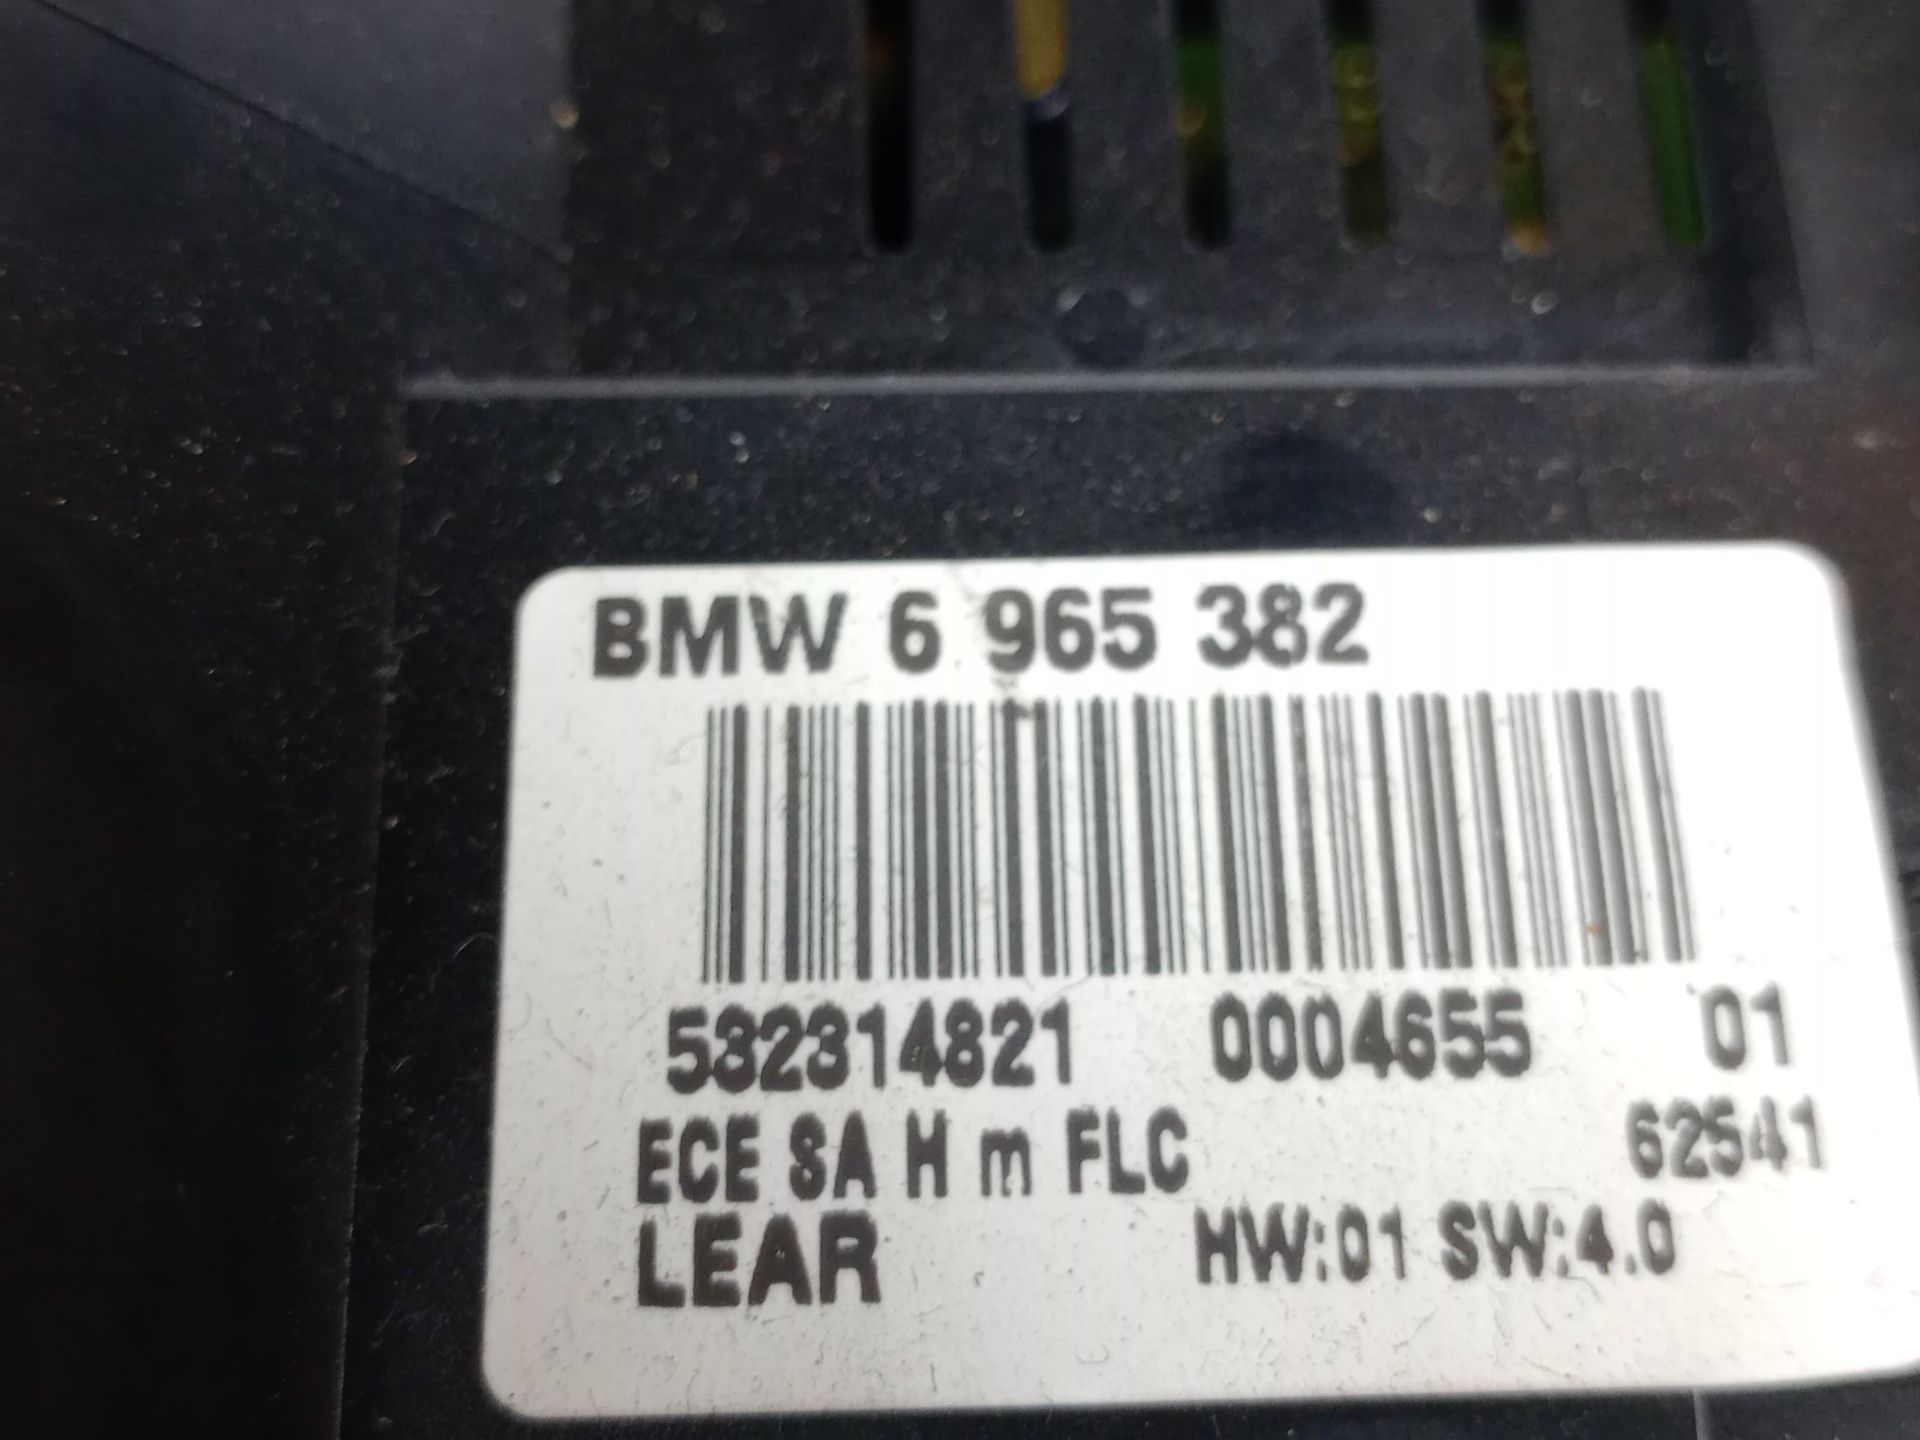 BMW 6 965 382
532314821 0004655 01
ECE SA H m FLC 62541
LEAR HW:01 SW:4.0